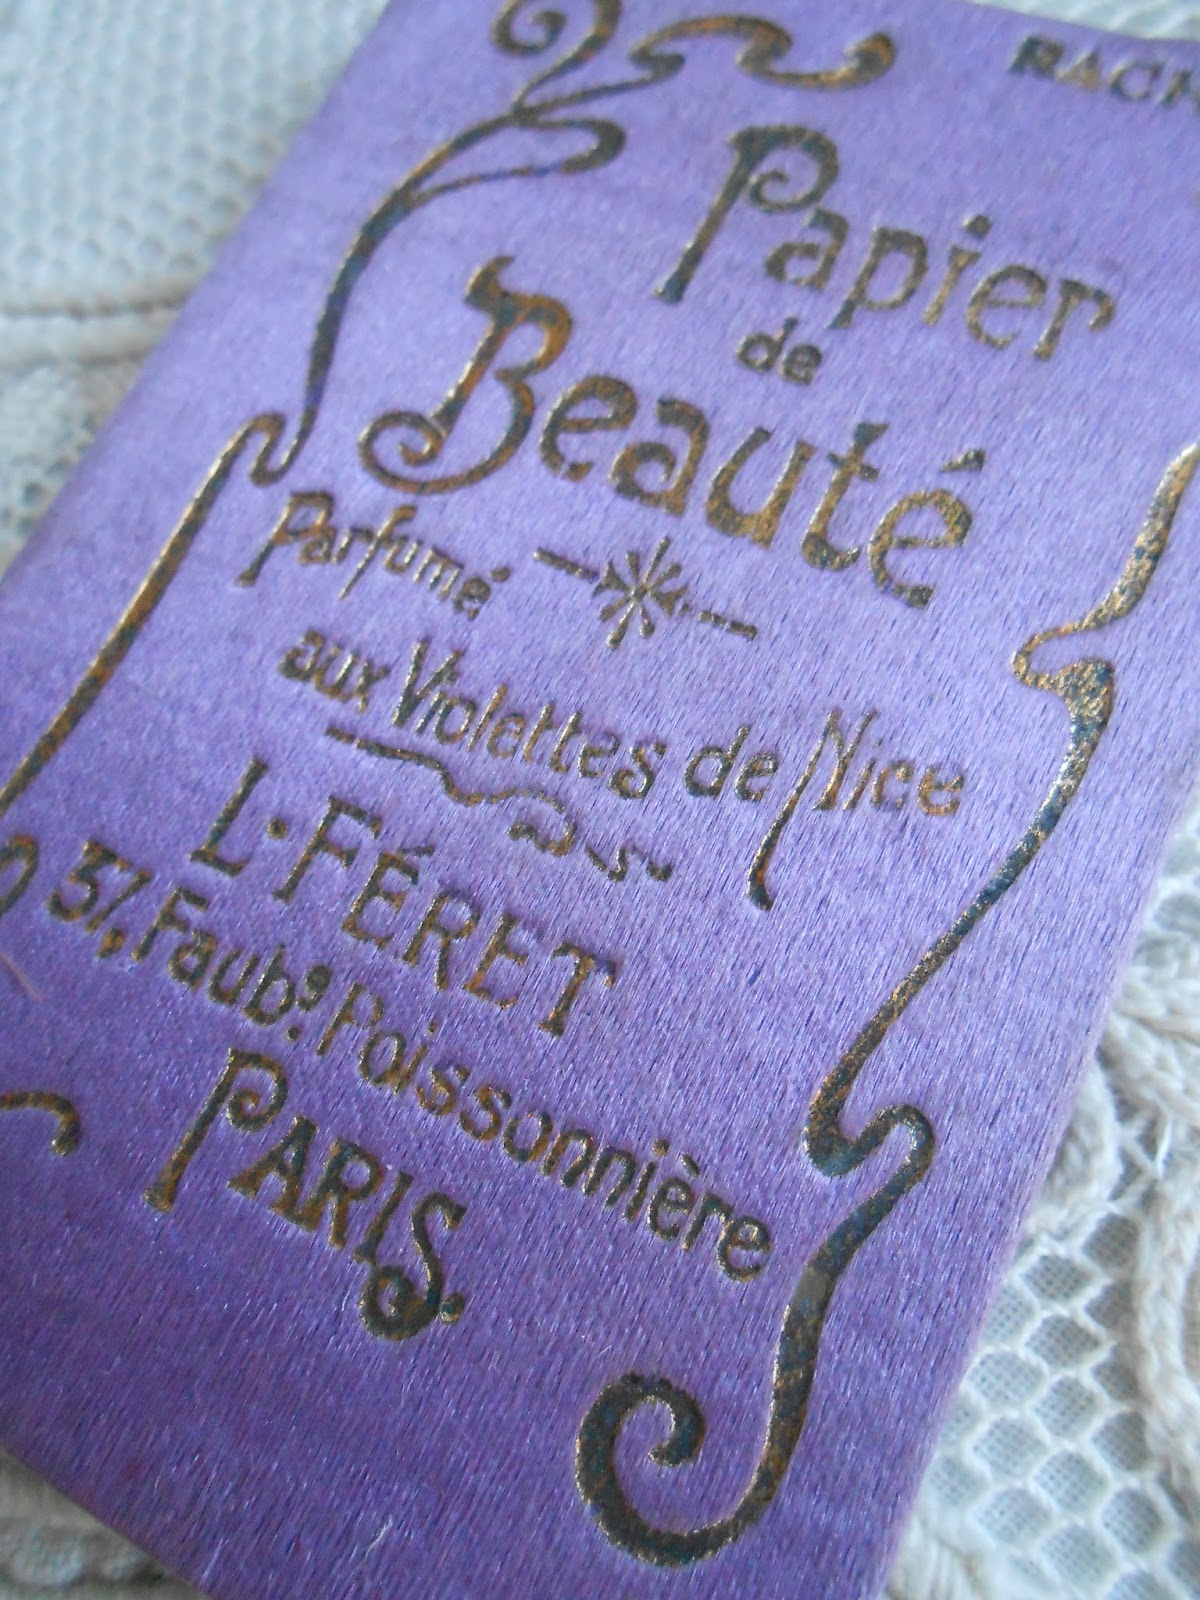 Papier
de
Beauté
Parfumé
aux Violettes de Nice
L. FÉRET
37, Faubg. Poissonnière
PARIS.